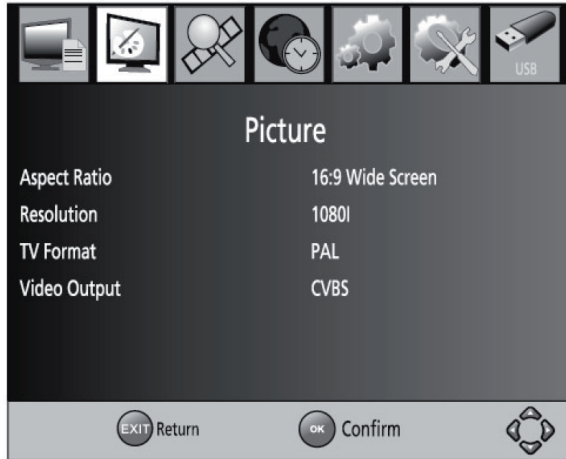 USB
Picture
Aspect Ratio 16:9 Wide Screen
Resolution 1080I
TV Format PAL
Video Output CVBS
EXIT Return OK Confirm